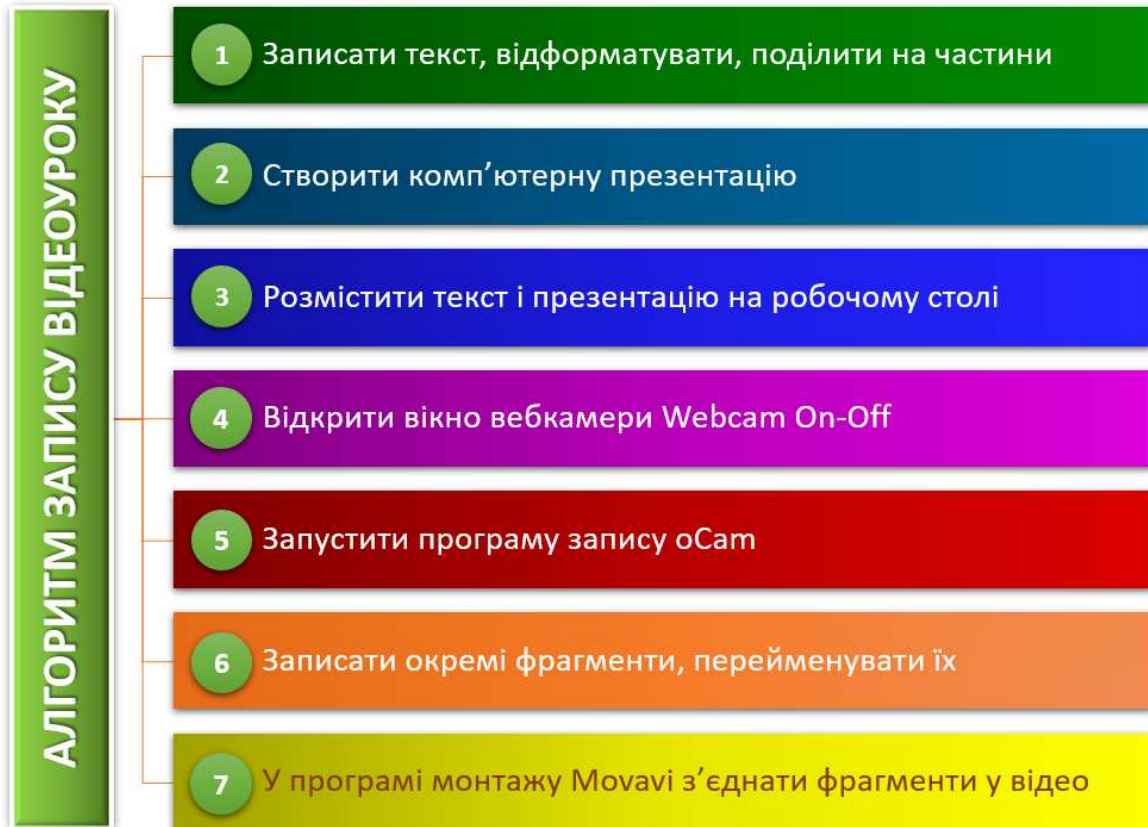 АЛГОРИТМ ЗАПИСУ ВІДЕОУРОКУ
1 Записати текст, відформатувати, поділити на частини
2 Створити комп’ютерну презентацію
3 Розмістити текст і презентацію на робочому столі
4 Відкрити вікно вебкамери Webcam On-Off
5 Запустити програму запису oCam
6 Записати окремі фрагменти, перейменувати їх
7 У програмі монтажу Movavi з’єднати фрагменти у відео